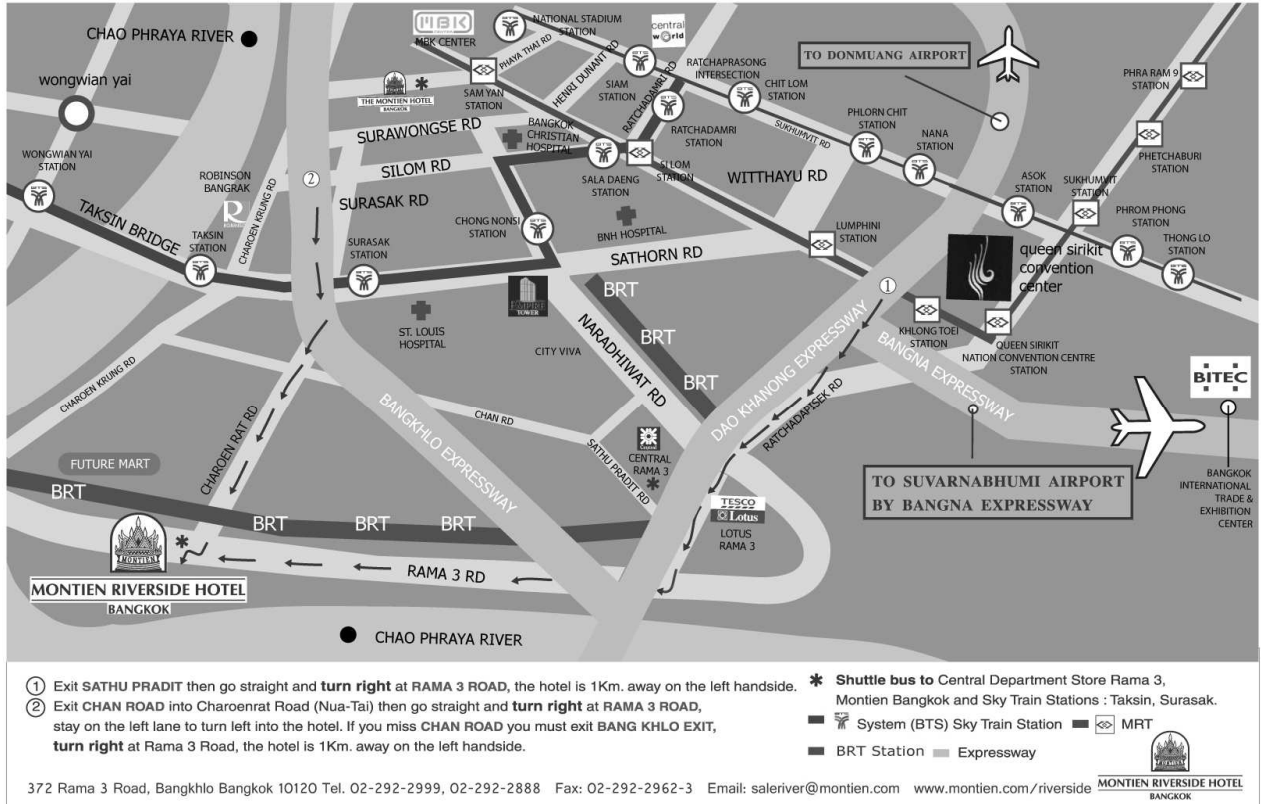 CHAO PHRAYA RIVER
wongwian yai
WONGWIAN YAI
STATION
TAKSIN BRIDGE
ROBINSON
BANGRAK
R
TAKSIN
STATION
CHAROEN KRUNG RD
CHAROEN KRUNG RD
MBK
MBK CENTER
NATIONAL STADIUM
STATION
central
world
PHAYA THAI RD
HENRI DUNANT RD
THE MONTIEN HOTEL
BANGKOK
SAM YAN
STATION
SIAM
STATION
RATCHAPRASONG
INTERSECTION
CHIT LOM
STATION
RATCHADAMRI RD
RATCHADAMRI
STATION
SURAWONGSE RD
BANGKOK
CHRISTIAN
HOSPITAL
SILOM RD
SALA DAENG
STATION
SI LOM
STATION
WITTHAYU RD
SUKHUMVIT RD
PHLORN CHIT
STATION
NANA
STATION
TO DONMUANG AIRPORT
PHRA RAM 9
STATION
PHETCHABURI
STATION
SUKHUMVIT
STATION
ASOK
STATION
PHROM PHONG
STATION
THONG LO
STATION
2
SURASAK RD
SURASAK
STATION
CHONG NONSI
STATION
BNH HOSPITAL
SATHORN RD
LUMPHINI
STATION
queen sirikit
convention
center
1
KHLONG TOEI
STATION
QUEEN SIRIKIT
NATION CONVENTION CENTRE
STATION
ST. LOUIS
HOSPITAL
EMPIRE
TOWER
CITY VIVA
BRT
BRT
BRT
NARADHIWAT RD
DAO KHANONG EXPRESSWAY
BANGNA EXPRESSWAY
RATCHADAPISEK RD
BITEC
BANGKOK
INTERNATIONAL
TRADE &
EXHIBITION
CENTER
TO SUVARNABHUMI AIRPORT
BY BANGNA EXPRESSWAY
CHAROEN RAT RD
BANGKHLO EXPRESSWAY
CHAN RD
SATHU PRADIT RD
Central
CENTRAL
RAMA 3
*
TESCO
Lotus
LOTUS
RAMA 3
FUTURE MART
BRT
BRT
BRT
BRT
RAMA 3 RD
MONTIEN
MONTIEN RIVERSIDE HOTEL
BANGKOK
CHAO PHRAYA RIVER
1 Exit SATHU PRADIT then go straight and turn right at RAMA 3 ROAD, the hotel is 1Km. away on the left handside.
2 Exit CHAN ROAD into Charoenrat Road (Nua-Tai) then go straight and turn right at RAMA 3 ROAD,
stay on the left lane to turn left into the hotel. If you miss CHAN ROAD you must exit BANG KHLO EXIT,
turn right at Rama 3 Road, the hotel is 1Km. away on the left handside.
* Shuttle bus to Central Department Store Rama 3,
Montien Bangkok and Sky Train Stations : Taksin, Surasak.
System (BTS) Sky Train Station MRT
BRT Station Expressway
372 Rama 3 Road, Bangkhlo Bangkok 10120 Tel. 02-292-2999, 02-292-2888 Fax: 02-292-2962-3 Email: saleriver@montien.com www.montien.com/riverside
MONTIEN RIVERSIDE HOTEL
BANGKOK